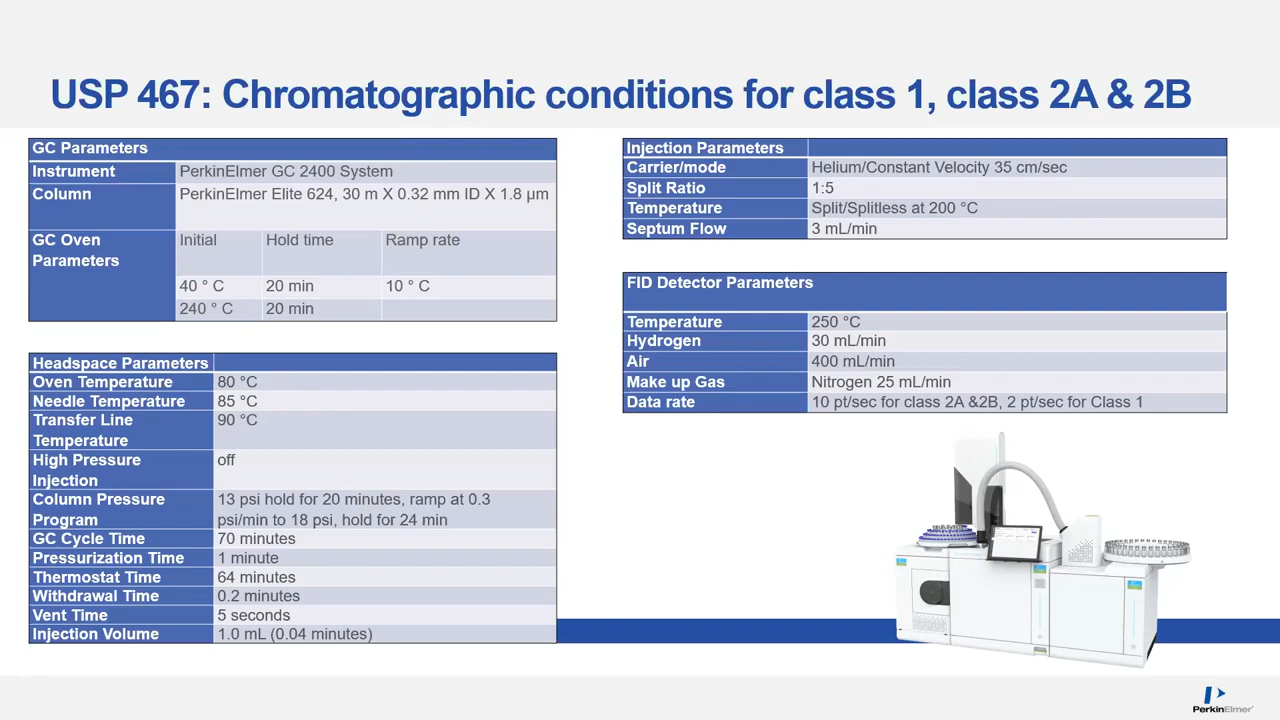 USP 467: Chromatographic conditions for class 1, class 2A & 2B
GC Parameters
Instrument PerkinElmer GC 2400 System
Column PerkinElmer Elite 624, 30 m X 0.32 mm ID X 1.8 µm
GC Oven Initial Hold time Ramp rate
Parameters
40 ° C 20 min 10 ° C
240 ° C 20 min
Headspace Parameters
Oven Temperature 80 °C
Needle Temperature 85 °C
Transfer Line 90 °C
Temperature
High Pressure off
Injection
Column Pressure 13 psi hold for 20 minutes, ramp at 0.3
Program psi/min to 18 psi, hold for 24 min
GC Cycle Time 70 minutes
Pressurization Time 1 minute
Thermostat Time 64 minutes
Withdrawal Time 0.2 minutes
Vent Time 5 seconds
Injection Volume 1.0 mL (0.04 minutes)
Injection Parameters
Carrier/mode Helium/Constant Velocity 35 cm/sec
Split Ratio 1:5
Temperature Split/Splitless at 200 °C
Septum Flow 3 mL/min
FID Detector Parameters
Temperature 250 °C
Hydrogen 30 mL/min
Air 400 mL/min
Make up Gas Nitrogen 25 mL/min
Data rate 10 pt/sec for class 2A &2B, 2 pt/sec for Class 1
PerkinElmer